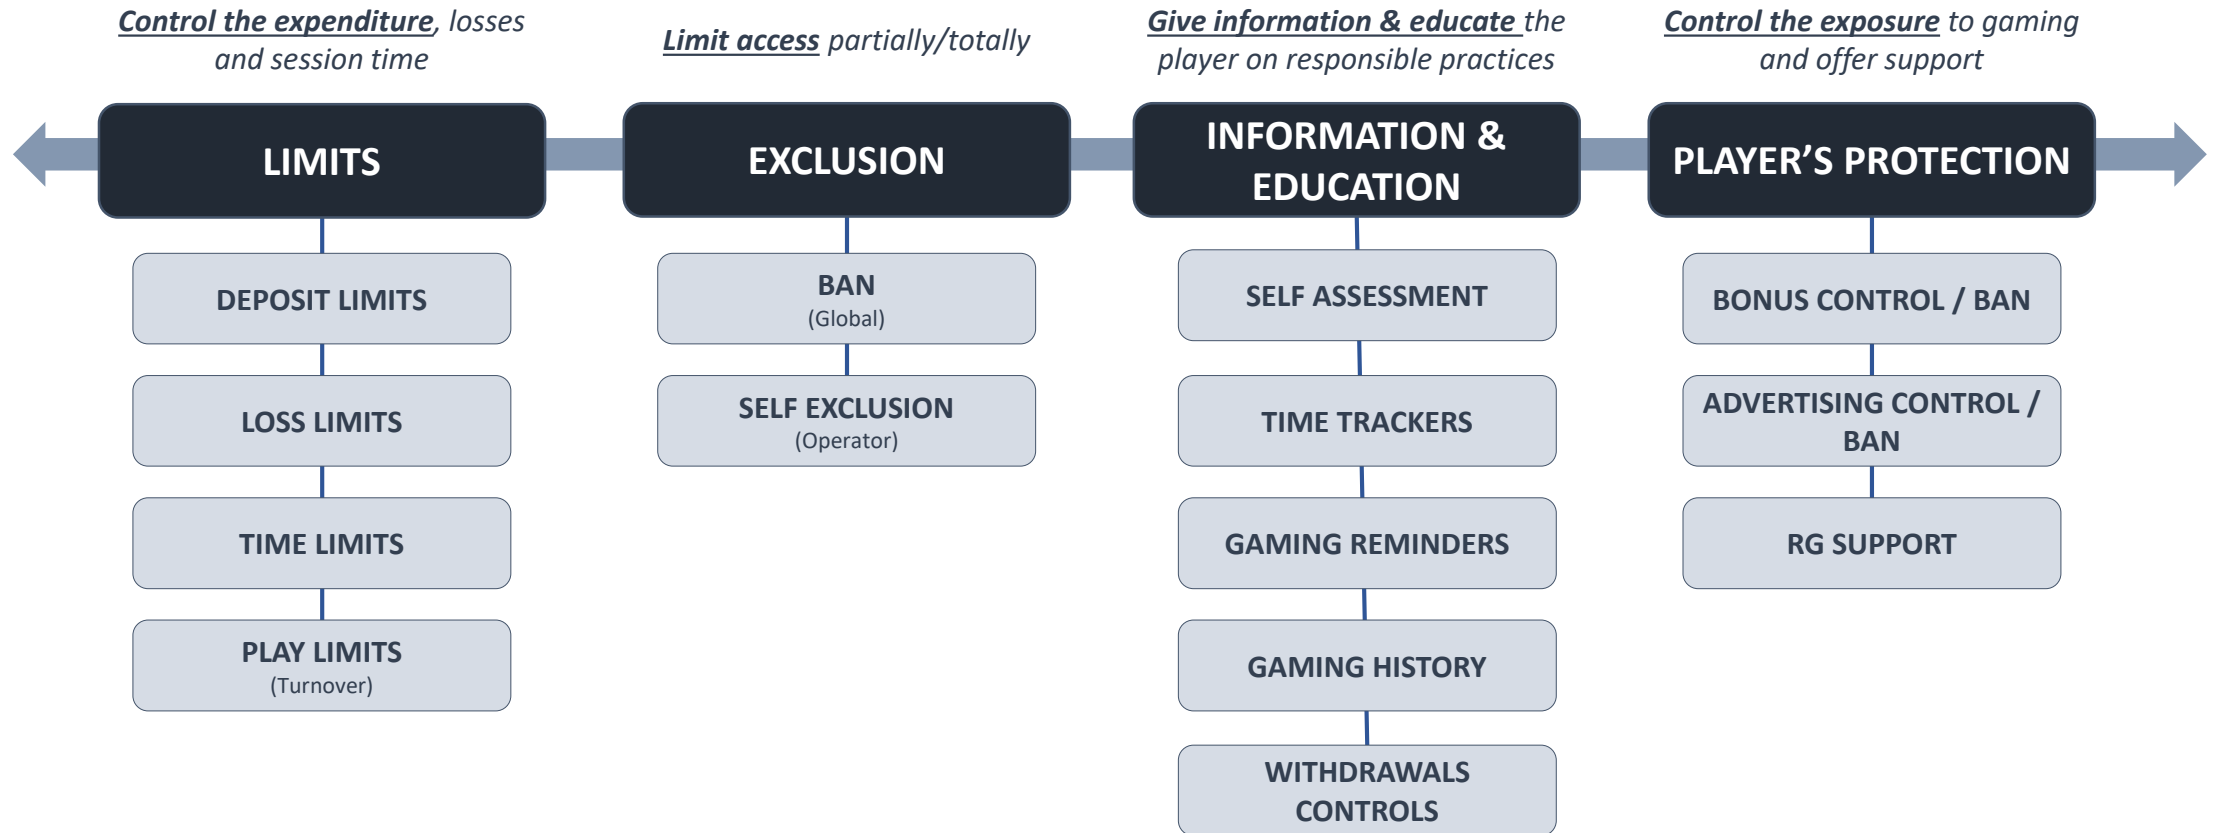 Control the expenditure, losses
and session time
Limit access partially/totally
Give information & educate the
player on responsible practices
Control the exposure to gaming
and offer support
LIMITS
EXCLUSION
INFORMATION &
EDUCATION
PLAYER'S PROTECTION
DEPOSIT LIMITS
LOSS LIMITS
TIME LIMITS
PLAY LIMITS
(Turnover)
BAN
(Global)
SELF EXCLUSION
(Operator)
SELF ASSESSMENT
TIME TRACKERS
GAMING REMINDERS
GAMING HISTORY
WITHDRAWALS
CONTROLS
BONUS CONTROL / BAN
ADVERTISING CONTROL /
BAN
RG SUPPORT